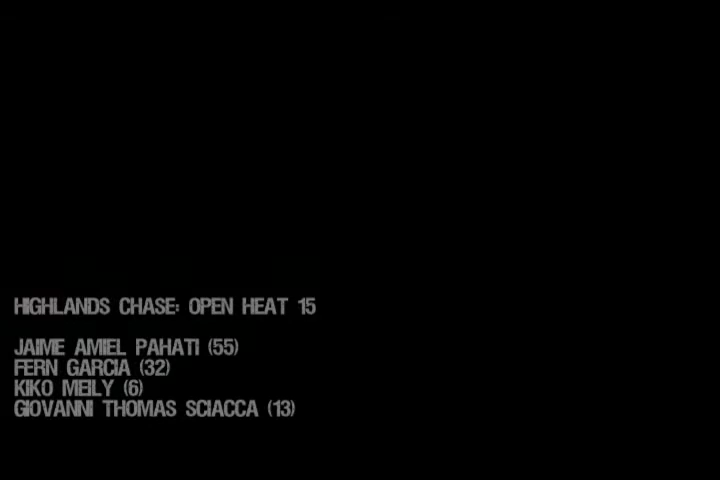 HIGHLANDS CHASE: OPEN HEAT 15
JAIME AMIEL PAHATI (55)
FERN GARCIA (32)
KIKO MEILY (6)
GIOVANNI THOMAS SCIACCA (13)